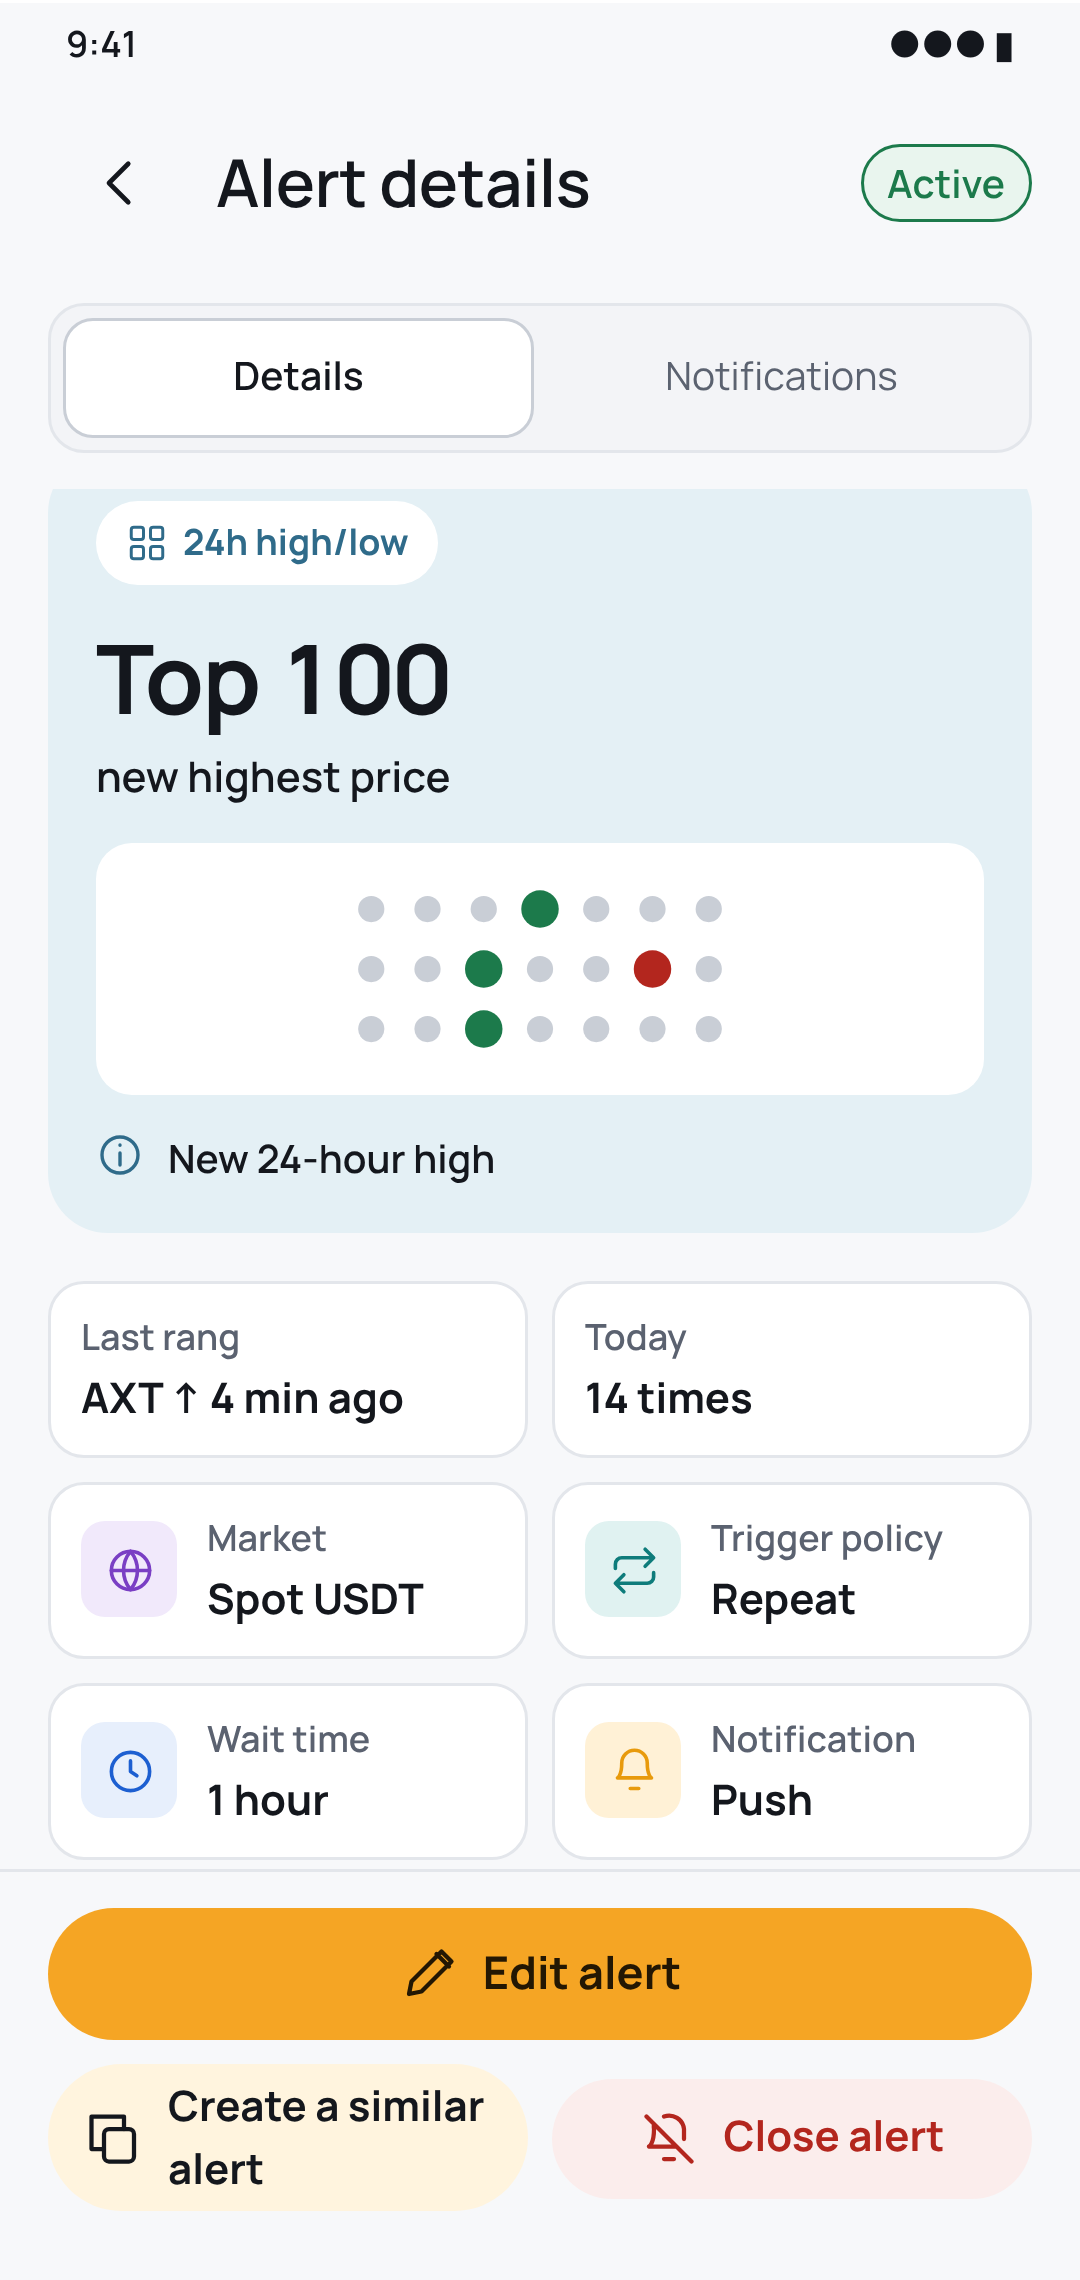 9:41
Alert details
Active
Details
Notifications
24h high/low
Top 100
new highest price
New 24-hour high
Last rang
AXT ↑ 4 min ago
Today
14 times
Market
Spot USDT
Trigger policy
Repeat
Wait time
1 hour
Notification
Push
Edit alert
Create a similar
alert
Close alert